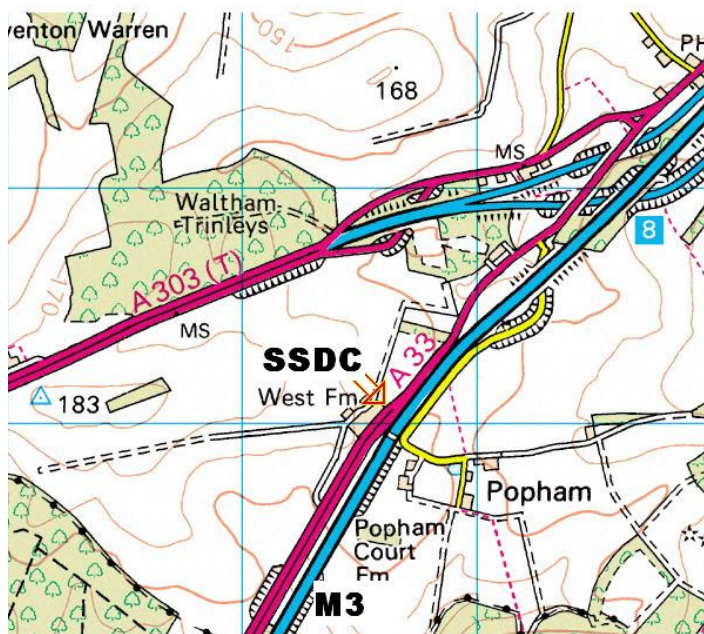 venton Warren
150
168
PH
MS
Waltham
Trinleys
8
170
A 303 (T)
MS
SSDC
A 33
West Fm
183
Popham
Popham
Court
Fm
M3